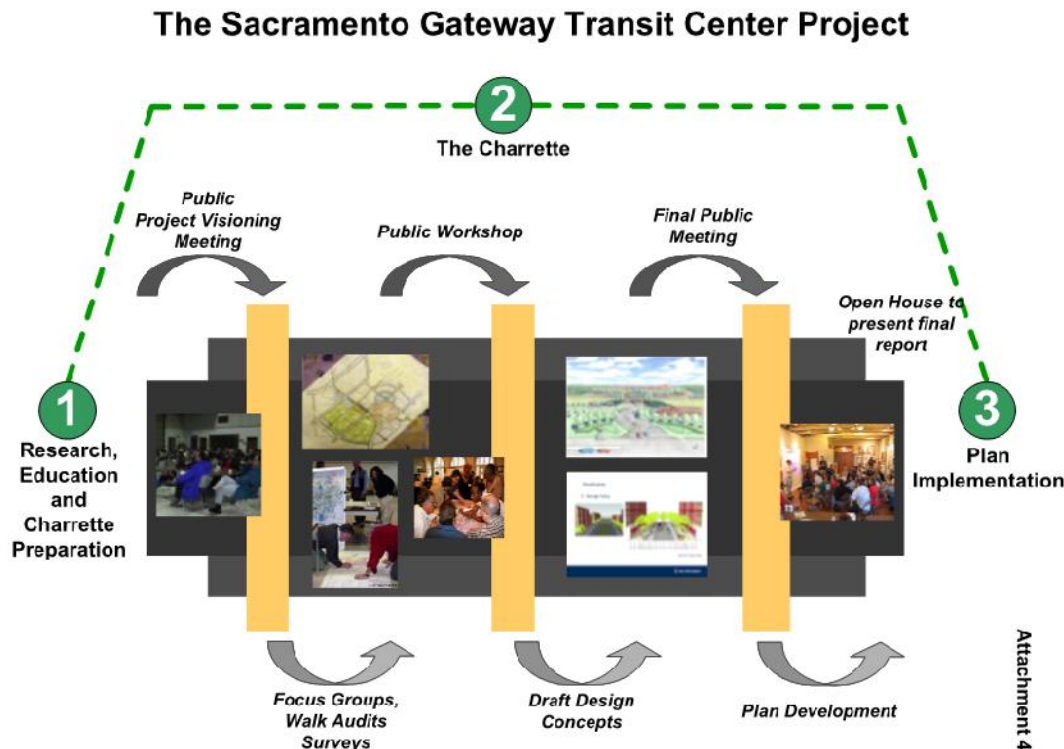 The Sacramento Gateway Transit Center Project
2
The Charrette
Public
Project Visioning
Meeting
Public Workshop
Final Public
Meeting
Open House to
present final
report
1
Research,
Education
and
Charrette
Preparation
3
Plan
Implementation
Focus Groups,
Walk Audits
Surveys
Draft Design
Concepts
Plan Development
Attachment 4